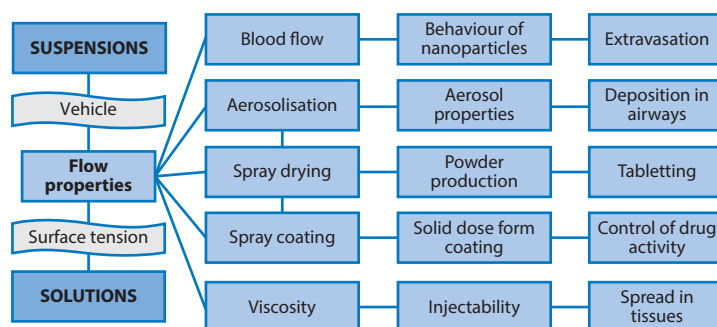 SUSPENSIONS
Vehicle
Flow
properties
Surface tension
SOLUTIONS
Blood flow
Behaviour of
nanoparticles
Extravasation
Aerosolisation
Aerosol
properties
Deposition in
airways
Spray drying
Powder
production
Tabletting
Spray coating
Solid dose form
coating
Control of drug
activity
Viscosity
Injectability
Spread in
tissues